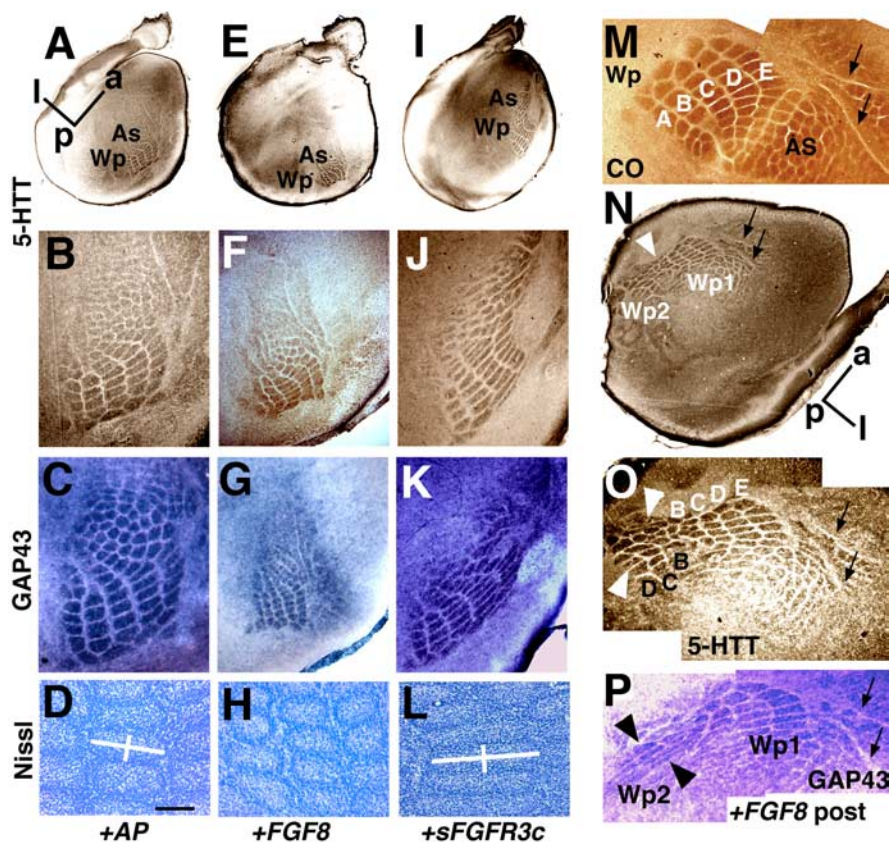 A
E
I
M
l
a
p
As
Wp
As
Wp
As
Wp
Wp
A
B
C
D
E
AS
CO
5-HTT
B
F
J
N
Wp1
Wp2
a
p
l
GAP43
C
G
K
O
B
C
D
E
B
C
D
5-HTT
Nissl
D
H
L
P
Wp1
Wp2
GAP43
+FGF8 post
+AP
+FGF8
+sFGFR3c